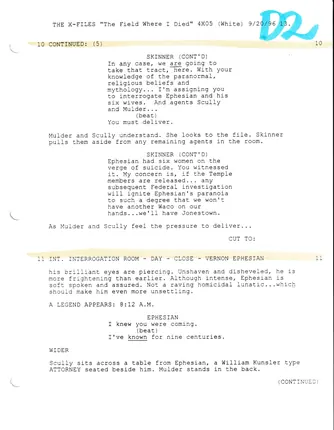 THE X-FILES "The Field Where I Died" 4X05 (White) 9/20/96 13.
D2
10 CONTINUED: (5) 10
SKINNER (CONT'D)
In any case, we are going to
take that tract, here. With your
knowledge of the paranormal,
religious beliefs and
mythology... I'm assigning you
to interrogate Ephesian and his
six wives. And agents Scully
and Mulder...
(beat)
You must deliver.
Mulder and Scully understand. She looks to the file. Skinner
pulls them aside from any remaining agents in the room.
SKINNER (CONT'D)
Ephesian had six women on the
verge of suicide. You witnessed
it. My concern is, if the Temple
members are released... any
subsequent Federal investigation
will ignite Ephesian's paranoia
to such a degree that we won't
have another Waco on our
hands...we'll have Jonestown.
As Mulder and Scully feel the pressure to deliver...
CUT TO:
11 INT. INTERROGATION ROOM - DAY - CLOSE - VERNON EPHESIAN 11
his brilliant eyes are piercing. Unshaven and disheveled, he is
more frightening than earlier. Although intense, Ephesian is
soft spoken and assured. Not a raving homicidal lunatic...which
should make him even more unsettling.
A LEGEND APPEARS: 8:12 A.M.
EPHESIAN
I knew you were coming.
(beat)
I've known for nine centuries.
WIDER
Scully sits across a table from Ephesian, a William Kunsler type
ATTORNEY seated beside him. Mulder stands in the back.
(CONTINUED)